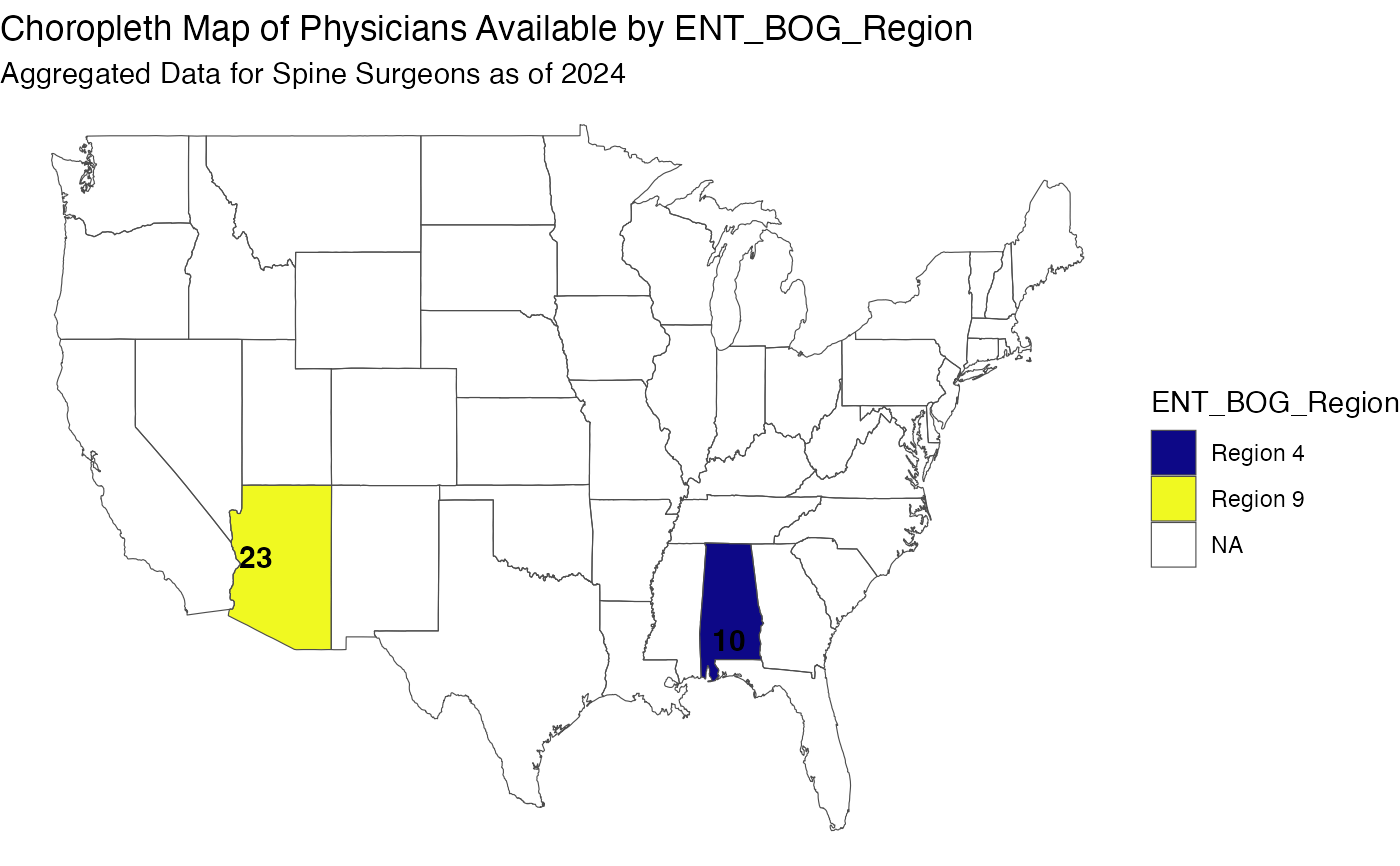 Choropleth Map of Physicians Available by ENT_BOG_Region
Aggregated Data for Spine Surgeons as of 2024
ENT_BOG_Region
Region 4
Region 9
NA
23
10